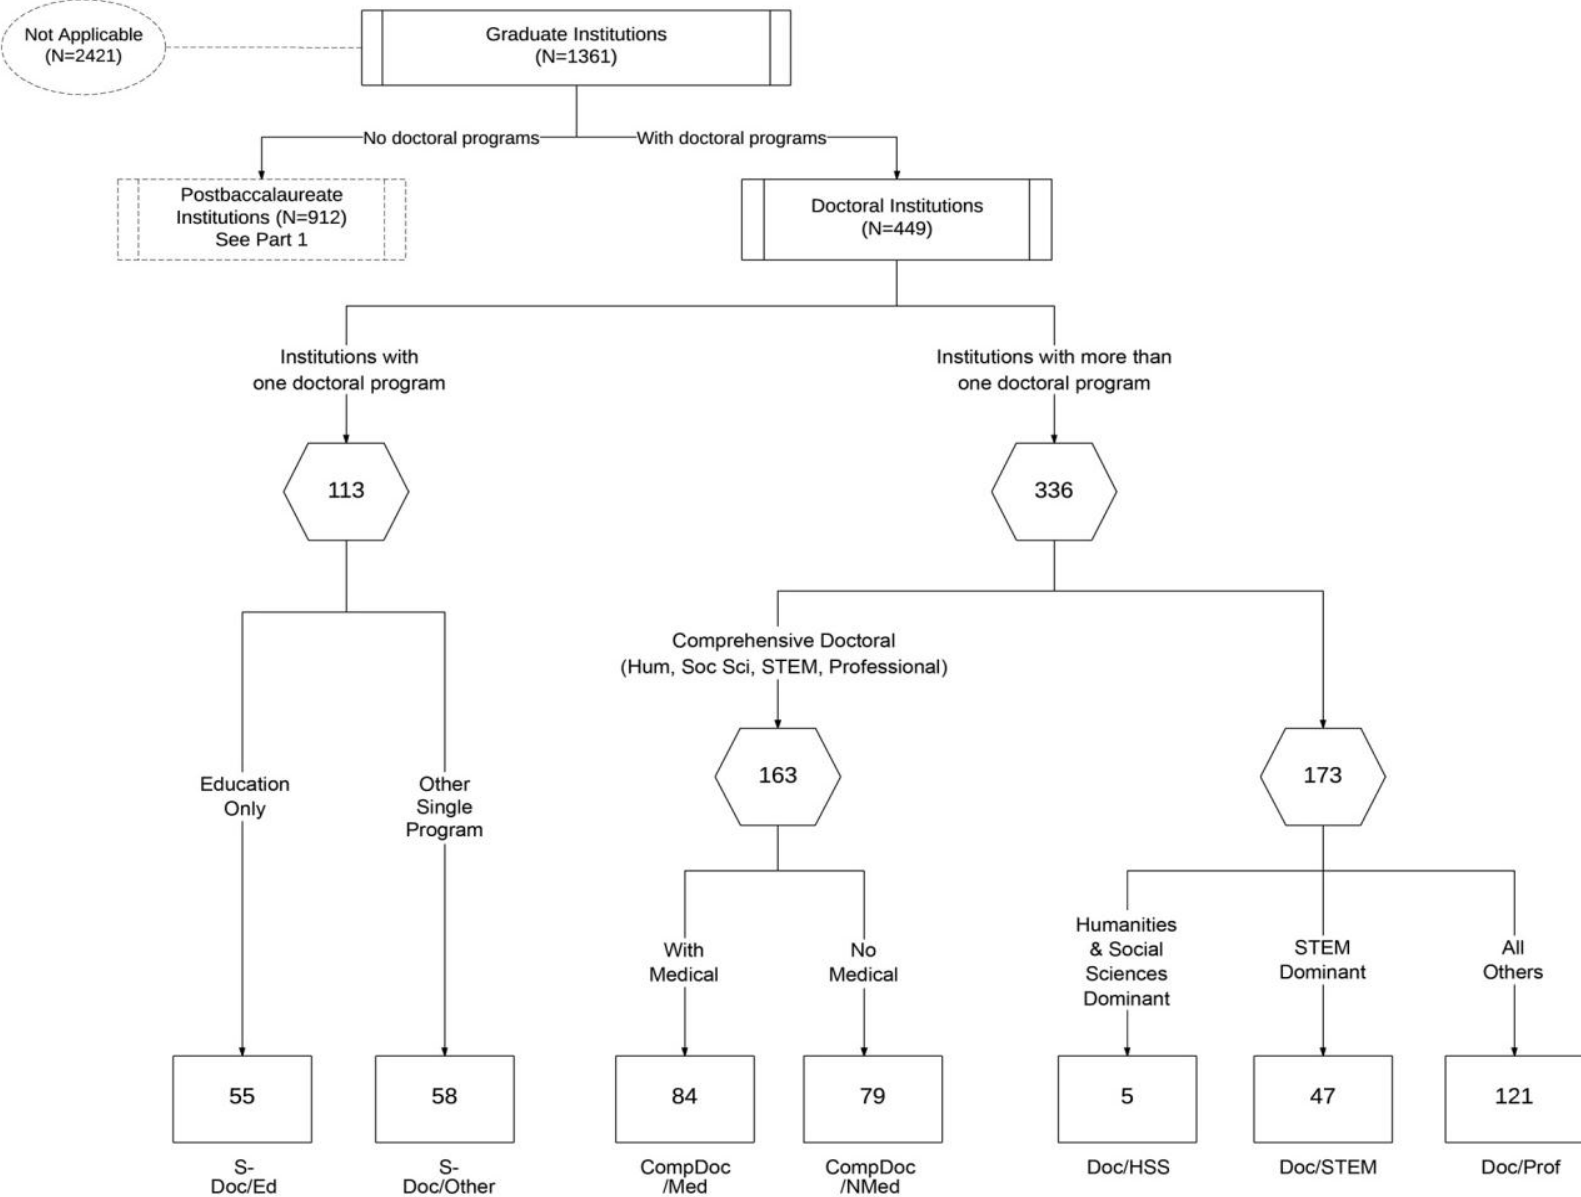 Not Applicable
(N=2421)
Graduate Institutions
(N=1361)
No doctoral programs
With doctoral programs
Postbaccalaureate
Institutions (N=912)
See Part 1
Doctoral Institutions
(N=449)
Institutions with
one doctoral program
Institutions with more than
one doctoral program
113
336
Comprehensive Doctoral
(Hum, Soc Sci, STEM, Professional)
163
173
Education
Only
Other
Single
Program
With
Medical
No
Medical
Humanities
& Social
Sciences
Dominant
STEM
Dominant
All
Others
55
58
84
79
5
47
121
S-
Doc/Ed
S-
Doc/Other
CompDoc
/Med
CompDoc
/NMed
Doc/HSS
Doc/STEM
Doc/Prof